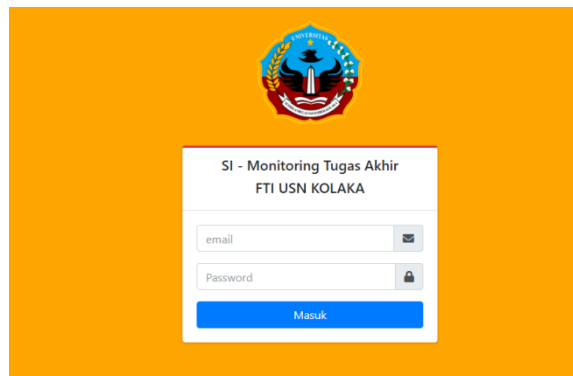 UNIVERSITAS
SI - Monitoring Tugas Akhir
FTI USN KOLAKA
email
Password
Masuk